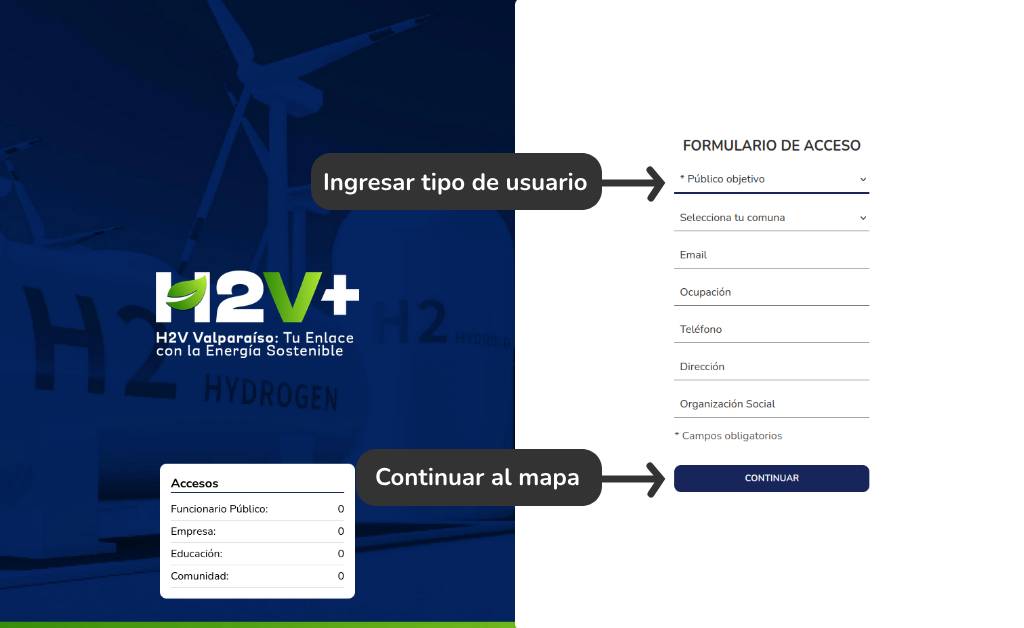 FORMULARIO DE ACCESO
Ingresar tipo de usuario
* Público objetivo
Selecciona tu comuna
Email
Ocupación
Teléfono
Dirección
Organización Social
* Campos obligatorios
Continuar al mapa
CONTINUAR
H2V+
H2V Valparaíso: Tu Enlace
con la Energía Sostenible
H2
HYDROGEN
H2
Accesos
Funcionario Público: 0
Empresa: 0
Educación: 0
Comunidad: 0